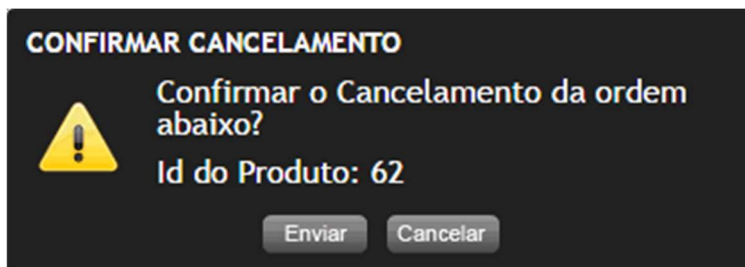 CONFIRMAR CANCELAMENTO
Confirmar o Cancelamento da ordem
abaixo?
Id do Produto: 62
Enviar Cancelar